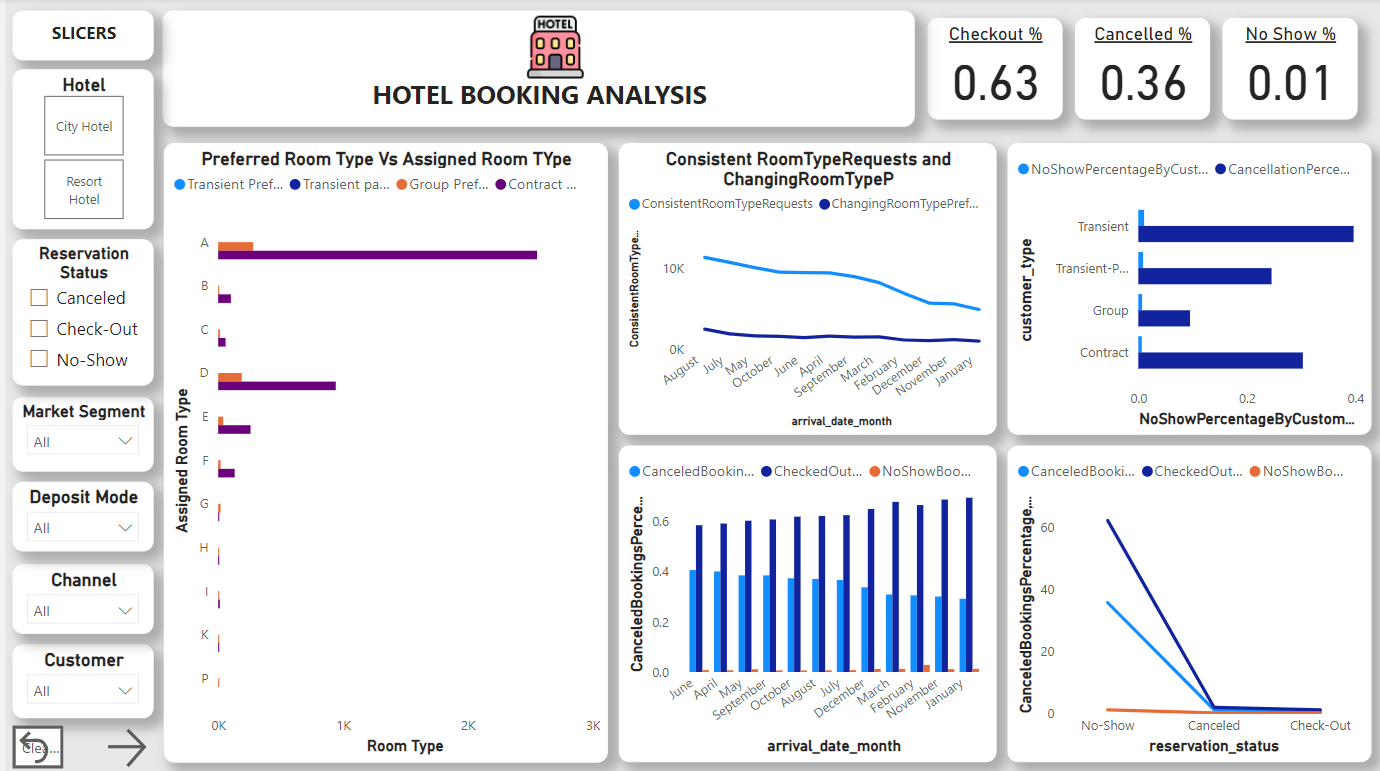 SLICERS
HOTEL
HOTEL BOOKING ANALYSIS
Checkout %
0.63
Cancelled %
0.36
No Show %
0.01
Hotel
City Hotel
Resort
Hotel
Reservation
Status
Canceled
Check-Out
No-Show
Market Segment
All
Deposit Mode
All
Channel
All
Customer
All
Preferred Room Type Vs Assigned Room TYpe
Transient Pref... Transient pa... Group Pref... Contract ...
Assigned Room Type
A
B
C
D
E
F
G
H
I
K
P
0K 1K 2K 3K
Room Type
Consistent RoomTypeRequests and
ChangingRoomTypeP
ConsistentRoomTypeRequests ChangingRoomTypePref...
ConsistentRoomType...
10K
0K
August July May October June April September March February December November January
arrival_date_month
NoShowPercentageByCust... CancellationPerce...
customer_type
Transient
Transient-P...
Group
Contract
0.0 0.2 0.4
NoShowPercentageByCustom...
CanceledBookin... CheckedOut... NoShowBoo...
CanceledBookingsPerce...
0.6
0.4
0.2
0.0
June April May September October August July December March February November January
arrival_date_month
CanceledBooki... CheckedOut... NoShowBo...
CanceledBookingsPercentage,...
60
40
20
0
No-Show Canceled Check-Out
reservation_status